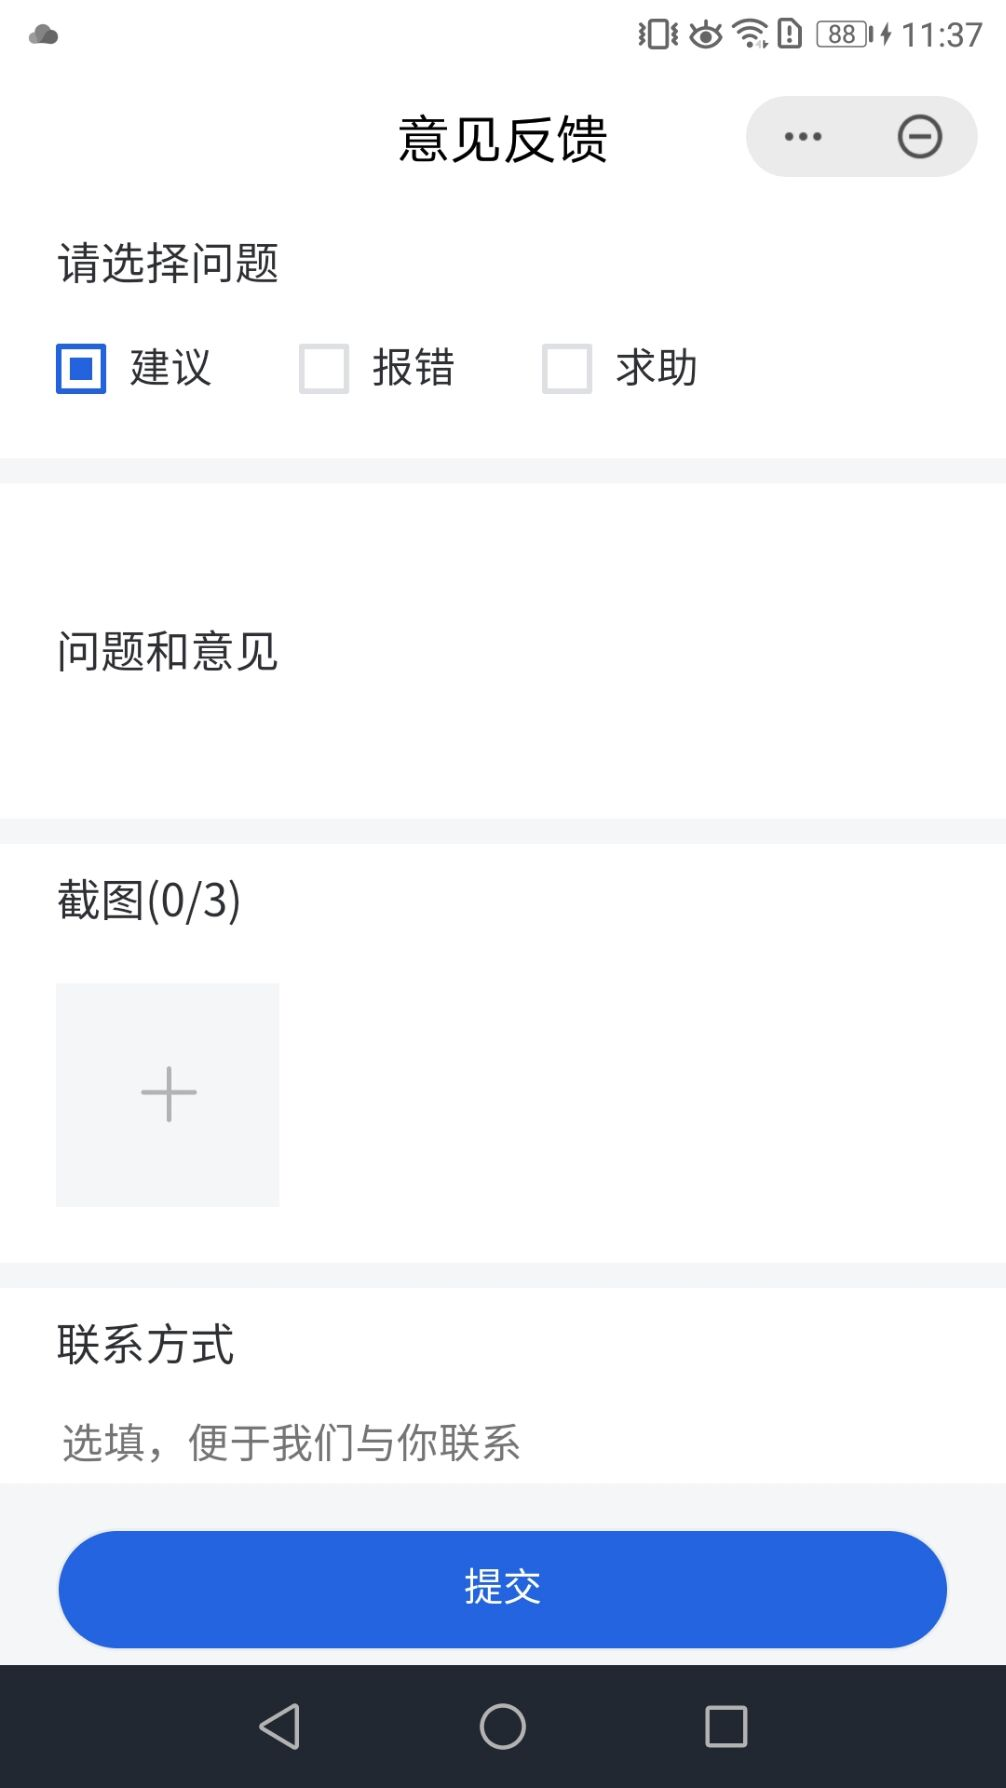 88 11:37
意见反馈
请选择问题
建议 报错 求助
问题和意见
截图(0/3)
联系方式
选填，便于我们与你联系
提交